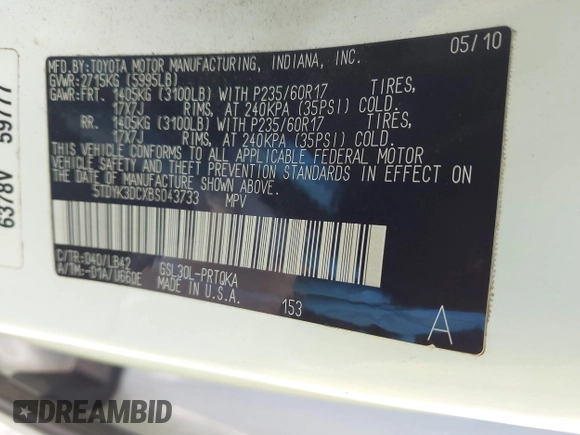 MFD. BY: TOYOTA MOTOR MANUFACTURING, INDIANA, INC. 05/10
GVWR: 2715KG (5995LB)
GAWR: FRT. 1405KG (3100LB) WITH P235/60R17 TIRES,
17X7J RIMS, AT 240KPA (35PSI) COLD.
RR. 1405KG (3100LB) WITH P235/60R17 TIRES,
17X7J RIMS, AT 240KPA (35PSI) COLD.
THIS VEHICLE CONFORMS TO ALL APPLICABLE FEDERAL MOTOR
VEHICLE SAFETY AND THEFT PREVENTION STANDARDS IN EFFECT ON
THE DATE OF MANUFACTURE SHOWN ABOVE.
5TDYK3DCXBS043733 MPV
C/TR: 040/LB42 GSL30L-PRTQKA
A/TM: -01A/U660E MADE IN U.S.A. 153 A
6378V 59777
DREAMBID